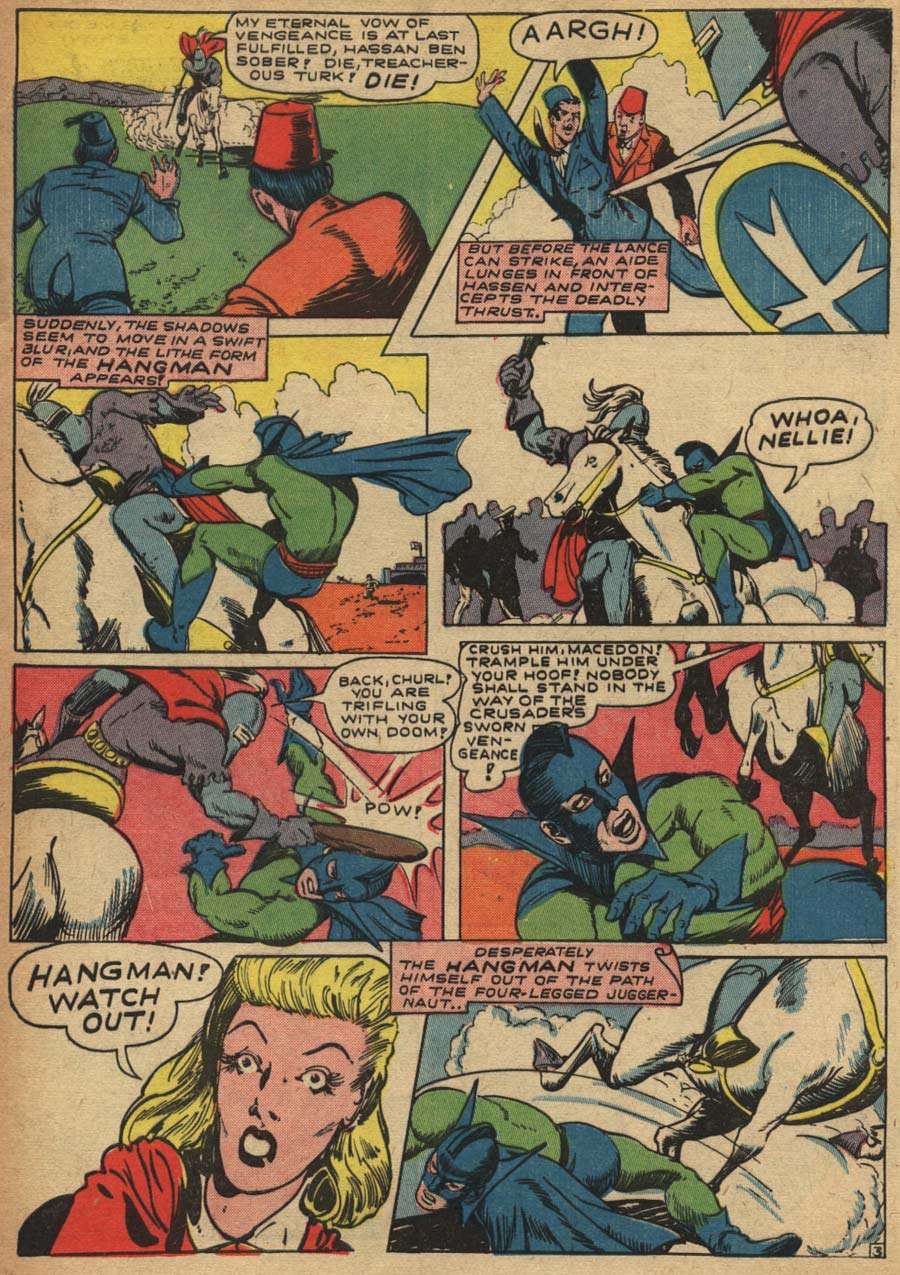 MY ETERNAL VOW OF
VENGEANCE IS AT LAST
FULFILLED, HASSAN BEN
SOBER! DIE, TREACHER-
OUS TURK! DIE!
AARGH!
BUT BEFORE THE LANCE
CAN STRIKE, AN AIDE
LUNGES IN FRONT OF
HASSEN AND INTER-
CEPTS THE DEADLY
THRUST..
SUDDENLY, THE SHADOWS
SEEM TO MOVE IN A SWIFT
BLUR, AND THE LITHE FORM
OF THE HANGMAN
APPEARS!
WHOA,
NELLIE!
BACK, CHURL!
YOU ARE
TRIFLING
WITH YOUR
OWN DOOM!
POW!
CRUSH HIM, MACEDON!
TRAMPLE HIM UNDER
YOUR HOOF! NOBODY
SHALL STAND IN THE
WAY OF THE
CRUSADERS
SWORN
VEN-
GEANCE
!
HANGMAN!
WATCH
OUT!
DESPERATELY
THE HANGMAN TWISTS
HIMSELF OUT OF THE PATH
OF THE FOUR-LEGGED JUGGER-
NAUT..
3